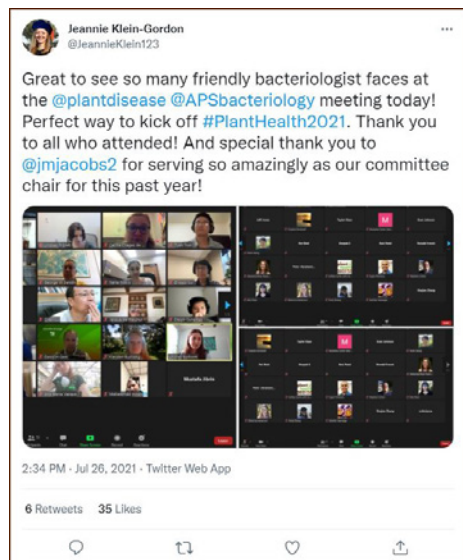 Jeannie Klein-Gordon
@JeannieKlein123
Great to see so many friendly bacteriologist faces at
the @plantdisease @APSbacteriology meeting today!
Perfect way to kick off #PlantHealth2021. Thank you
to all who attended! And special thank you to
@jmjacobs2 for serving so amazingly as our committee
chair for this past year!
M
Mustafa Jibrin
M
2:34 PM · Jul 26, 2021 · Twitter Web App
6 Retweets 35 Likes